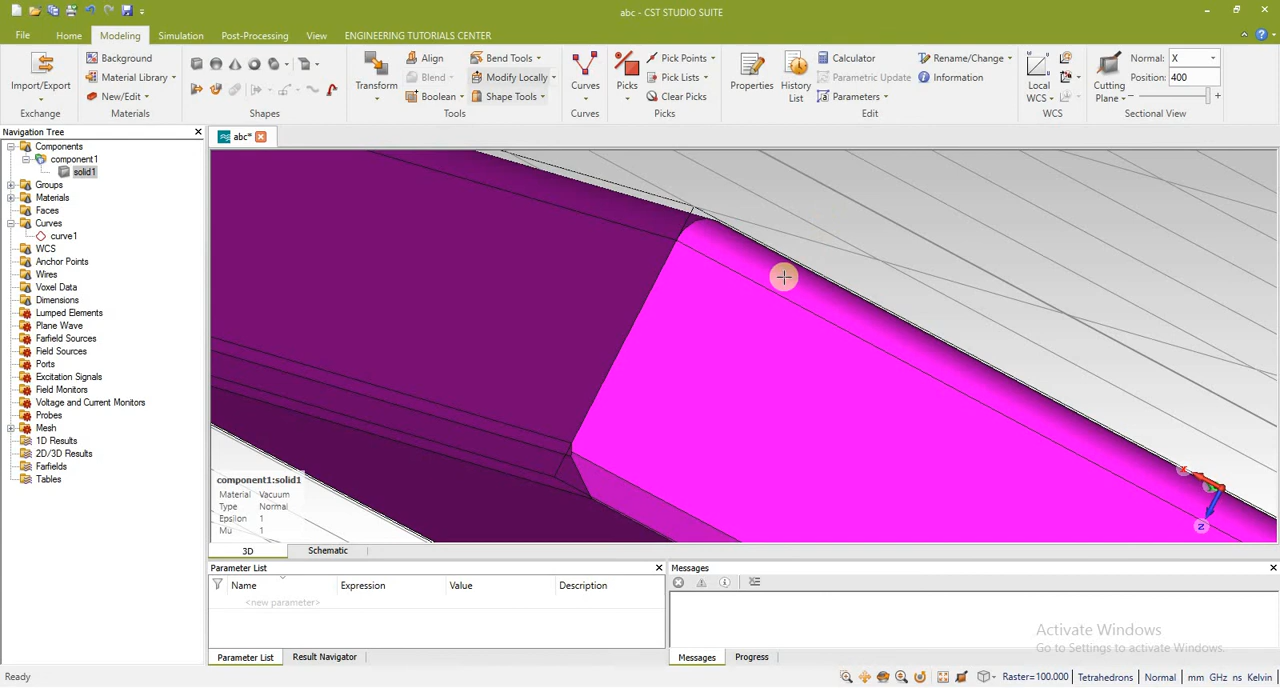 abc - CST STUDIO SUITE
File Home Modeling Simulation Post-Processing View ENGINEERING TUTORIALS CENTER
Import/Export
Exchange
Background
Material Library
New/Edit
Materials
Shapes
Transform
Align
Blend
Boolean
Bend Tools
Modify Locally
Shape Tools
Tools
Curves
Curves
Picks
Pick Points
Pick Lists
Clear Picks
Picks
Properties
History List
Calculator
Parametric Update
Parameters
Rename/Change
Information
Edit
Local WCS
WCS
Cutting Plane
Normal: X
Position: 400
Sectional View
Navigation Tree
Components
component1
solid1
Groups
Materials
Faces
Curves
curve1
WCS
Anchor Points
Wires
Voxel Data
Dimensions
Lumped Elements
Plane Wave
Farfield Sources
Field Sources
Ports
Excitation Signals
Field Monitors
Voltage and Current Monitors
Probes
Mesh
1D Results
2D/3D Results
Farfields
Tables
abc*
component1:solid1
Material Vacuum
Type Normal
Epsilon 1
Mu 1
x
z
3D Schematic
Parameter List
Name Expression Value Description
<new parameter>
Parameter List Result Navigator
Messages
Activate Windows
Go to Settings to activate Windows.
Messages Progress
Ready
Raster=100.000 Tetrahedrons Normal mm GHz ns Kelvin